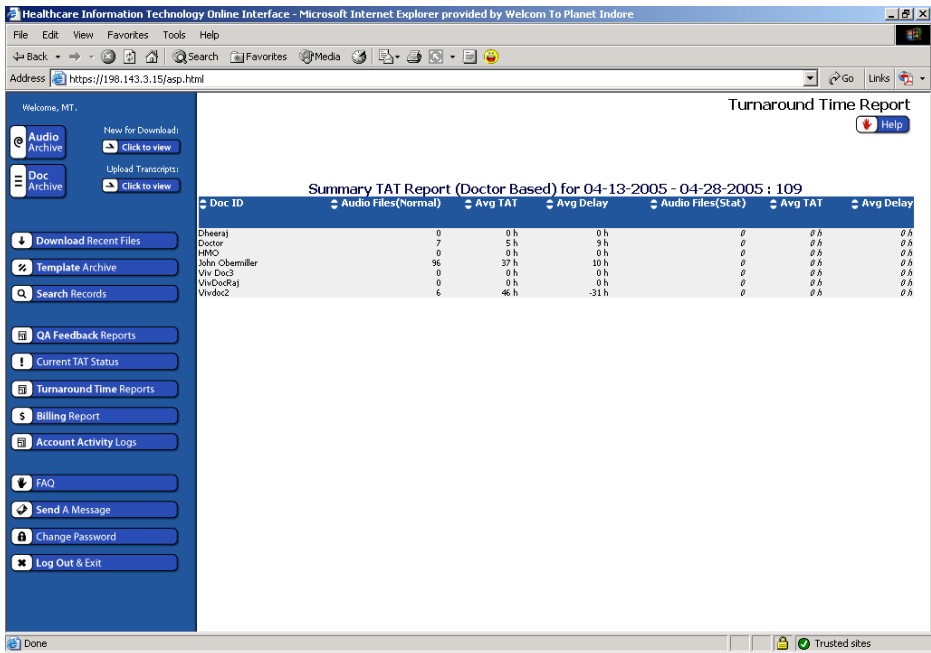 Healthcare Information Technology Online Interface - Microsoft Internet Explorer provided by Welcom To Planet Indore
File Edit View Favorites Tools Help
Back Search Favorites Media
Address https://198.143.3.15/asp.html Go Links
Welcome, MT.
Turnaround Time Report
Help
Audio Archive
New for Download:
Click to view
Doc Archive
Upload Transcripts:
Click to view
Summary TAT Report (Doctor Based) for 04-13-2005 - 04-28-2005 : 109
Doc ID Audio Files(Normal) Avg TAT Avg Delay Audio Files(Stat) Avg TAT Avg Delay
Dheeraj 0 0 h 0 h 0 0 h 0 h
Doctor 7 5 h 9 h 0 0 h 0 h
HMO 0 0 h 0 h 0 0 h 0 h
John Obermiller 96 37 h 10 h 0 0 h 0 h
Viv Doc3 0 0 h 0 h 0 0 h 0 h
VivDocRaj 0 0 h 0 h 0 0 h 0 h
Vivdoc2 6 46 h -31 h 0 0 h 0 h
Download Recent Files
Template Archive
Search Records
QA Feedback Reports
Current TAT Status
Turnaround Time Reports
$ Billing Report
Account Activity Logs
FAQ
Send A Message
Change Password
Log Out & Exit
Done Trusted sites